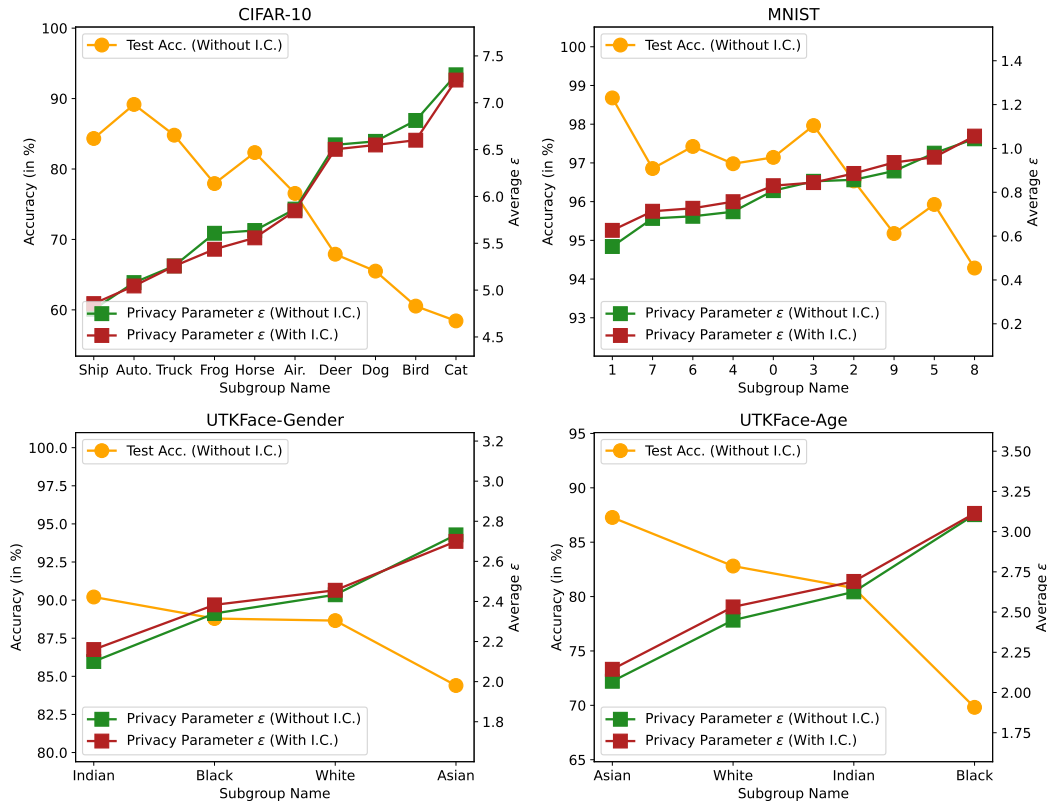 CIFAR-10
Test Acc. (Without I.C.)
100
90
80
70
60
Accuracy (in %)
7.5
7.0
6.5
6.0
5.5
5.0
4.5
Average ε
Privacy Parameter ε (Without I.C.)
Privacy Parameter ε (With I.C.)
Ship Auto. Truck Frog Horse Air. Deer Dog Bird Cat
Subgroup Name
MNIST
Test Acc. (Without I.C.)
100
99
98
97
96
95
94
93
Accuracy (in %)
1.4
1.2
1.0
0.8
0.6
0.4
0.2
Average ε
Privacy Parameter ε (Without I.C.)
Privacy Parameter ε (With I.C.)
1 7 6 4 0 3 2 9 5 8
Subgroup Name
UTKFace-Gender
Test Acc. (Without I.C.)
100.0
97.5
95.0
92.5
90.0
87.5
85.0
82.5
80.0
Accuracy (in %)
3.2
3.0
2.8
2.6
2.4
2.2
2.0
1.8
Average ε
Privacy Parameter ε (Without I.C.)
Privacy Parameter ε (With I.C.)
Indian Black White Asian
Subgroup Name
UTKFace-Age
Test Acc. (Without I.C.)
95
90
85
80
75
70
65
Accuracy (in %)
3.50
3.25
3.00
2.75
2.50
2.25
2.00
1.75
Average ε
Privacy Parameter ε (Without I.C.)
Privacy Parameter ε (With I.C.)
Asian White Indian Black
Subgroup Name